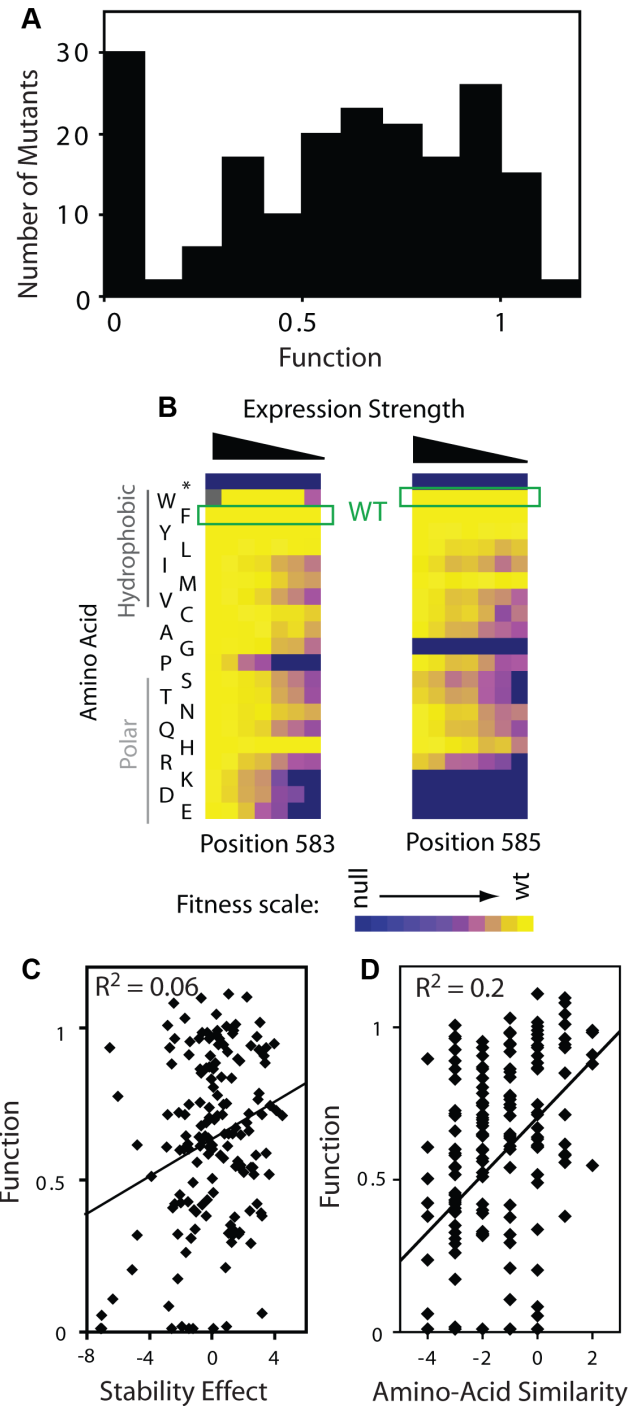 A
Number of Mutants
30
20
10
0
0 0.5 1
Function
B
Expression Strength
Amino Acid
Hydrophobic
Polar
*
W
F
Y
L
I
M
V
C
A
G
P
S
T
N
Q
H
R
K
D
E
WT
Position 583
Position 585
Fitness scale:
null
wt
C
R2 = 0.06
Function
1
0.5
0
-8 -4 0 4
Stability Effect
D
R2 = 0.2
Function
1
0.5
0
-4 -2 0 2
Amino-Acid Similarity